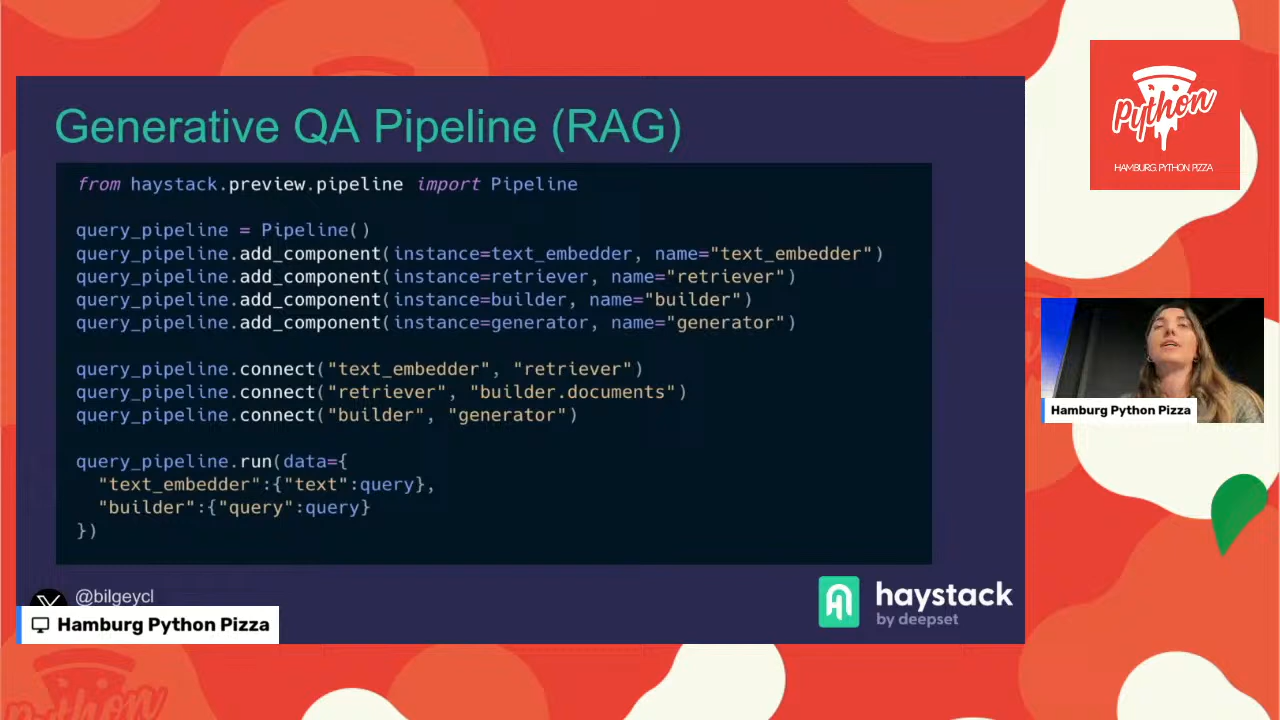 Generative QA Pipeline (RAG)
from haystack.preview.pipeline import Pipeline
query_pipeline = Pipeline()
query_pipeline.add_component(instance=text_embedder, name="text_embedder")
query_pipeline.add_component(instance=retriever, name="retriever")
query_pipeline.add_component(instance=builder, name="builder")
query_pipeline.add_component(instance=generator, name="generator")
query_pipeline.connect("text_embedder", "retriever")
query_pipeline.connect("retriever", "builder.documents")
query_pipeline.connect("builder", "generator")
query_pipeline.run(data={
"text_embedder":{"text":query},
"builder":{"query":query}
})
@bilgeycl
haystack
by deepset
Hamburg Python Pizza
Python
HAMBURG PYTHON PIZZA
Hamburg Python Pizza
Python